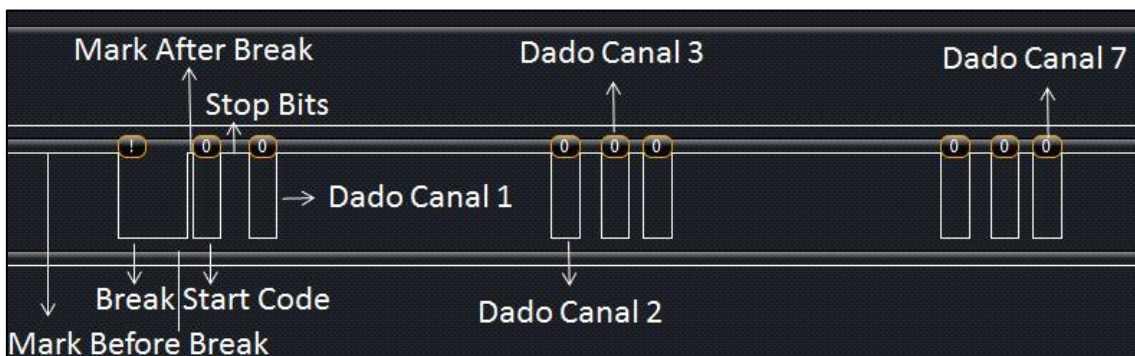 Mark After Break
Dado Canal 3
Dado Canal 7
Stop Bits
! 0 0 0 0 0 0 0 0
Dado Canal 1
Break Start Code
Dado Canal 2
Mark Before Break